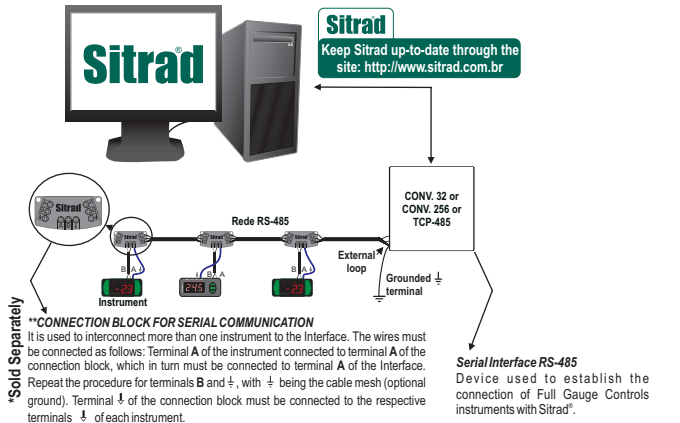 Sitrad®
Sitrad
Keep Sitrad up-to-date through the
site: http://www.sitrad.com.br
CONV. 32 or
CONV. 256 or
TCP-485
Sitrad
Rede RS-485
Sitrad
Sitrad
Sitrad
External
loop
B A
B A
B A
Grounded ⏚
terminal
-23
245
-23
Instrument
*Sold Separately
**CONNECTION BLOCK FOR SERIAL COMMUNICATION
It is used to interconnect more than one instrument to the Interface. The wires must
be connected as follows: Terminal A of the instrument connected to terminal A of the
connection block, which in turn must be connected to terminal A of the Interface.
Repeat the procedure for terminals B and ⏚, with ⏚ being the cable mesh (optional
ground). Terminal ⏚ of the connection block must be connected to the respective
terminals ⏚ of each instrument.
Serial Interface RS-485
Device used to establish the
connection of Full Gauge Controls
instruments with Sitrad®.